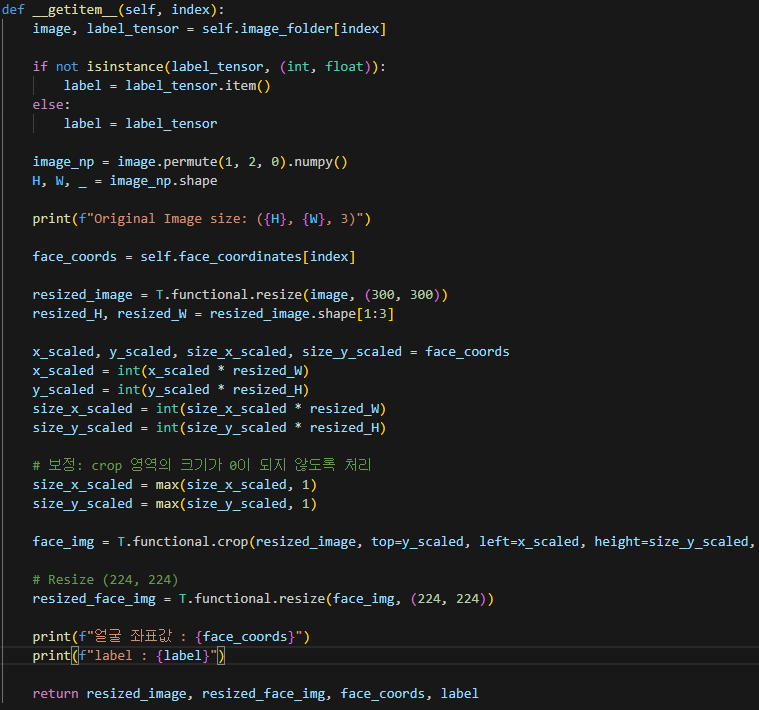 def __getitem__(self, index):
image, label_tensor = self.image_folder[index]
if not isinstance(label_tensor, (int, float)):
label = label_tensor.item()
else:
label = label_tensor
image_np = image.permute(1, 2, 0).numpy()
H, W, _ = image_np.shape
print(f"Original Image size: ({H}, {W}, 3)")
face_coords = self.face_coordinates[index]
resized_image = T.functional.resize(image, (300, 300))
resized_H, resized_W = resized_image.shape[1:3]
x_scaled, y_scaled, size_x_scaled, size_y_scaled = face_coords
x_scaled = int(x_scaled * resized_W)
y_scaled = int(y_scaled * resized_H)
size_x_scaled = int(size_x_scaled * resized_W)
size_y_scaled = int(size_y_scaled * resized_H)
# 보정: crop 영역의 크기가 0이 되지 않도록 처리
size_x_scaled = max(size_x_scaled, 1)
size_y_scaled = max(size_y_scaled, 1)
face_img = T.functional.crop(resized_image, top=y_scaled, left=x_scaled, height=size_y_scaled,
# Resize (224, 224)
resized_face_img = T.functional.resize(face_img, (224, 224))
print(f"얼굴 좌표값 : {face_coords}")
print(f"label : {label}")
return resized_image, resized_face_img, face_coords, label